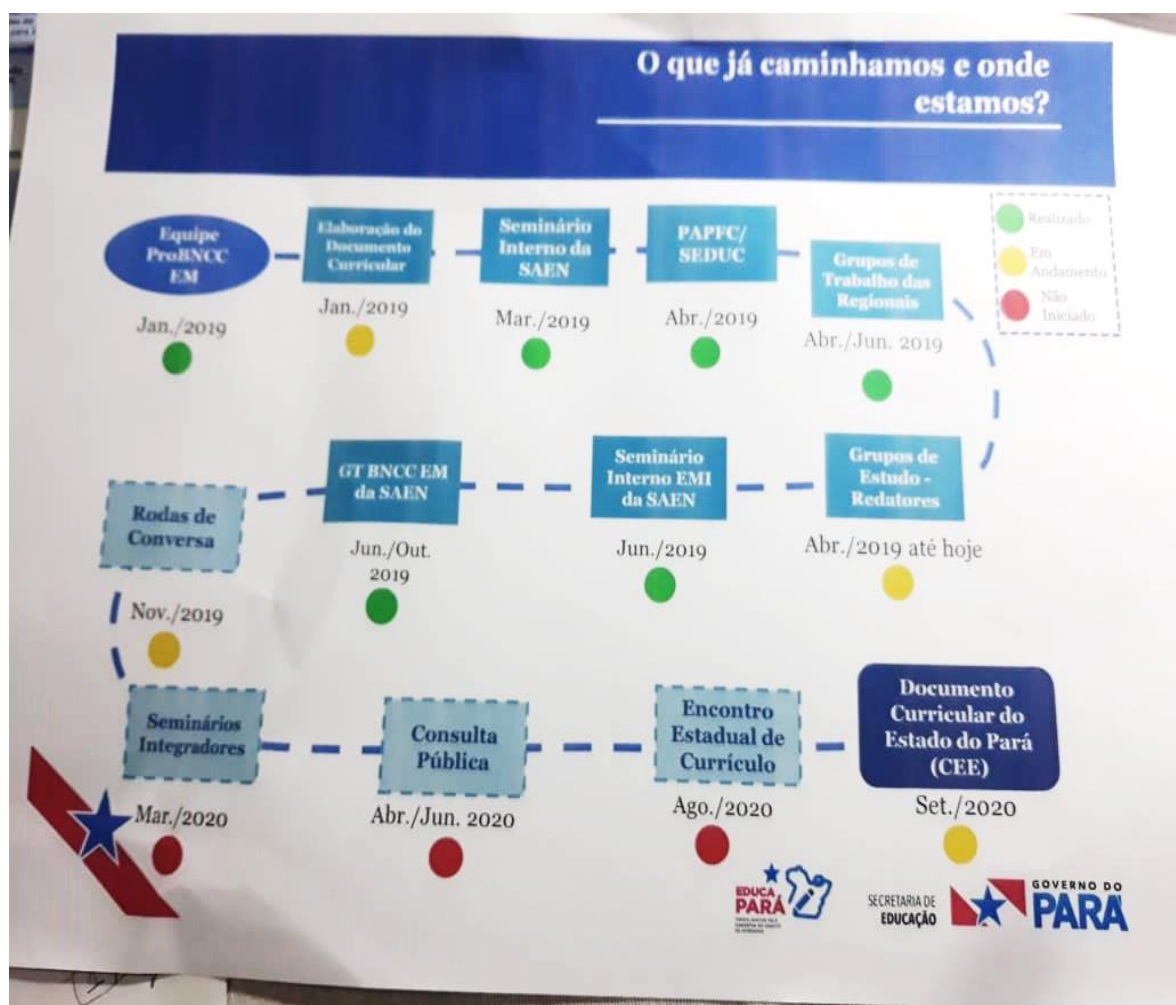 O que já caminhamos e onde
estamos?
Equipe
ProBNCC
EM
Jan./2019
Elaboração do
Documento
Curricular
Jan./2019
Seminário
Interno da
SAEN
Mar./2019
PAPFC/
SEDUC
Abr./2019
Grupos de
Trabalho das
Regionais
Abr./Jun. 2019
Realizado
Em
Andamento
Não
Iniciado
Grupos de
Estudo -
Redatores
Abr./2019 até hoje
Seminário
Interno EMI
da SAEN
Jun./2019
GT BNCC EM
da SAEN
Jun./Out.
2019
Rodas de
Conversa
Nov./2019
Seminários
Integradores
Mar./2020
Consulta
Pública
Abr./Jun. 2020
Encontro
Estadual de
Currículo
Ago./2020
Documento
Curricular do
Estado do Pará
(CEE)
Set./2020
EDUCA
PARÁ
SECRETARIA DE
EDUCAÇÃO
GOVERNO DO
PARÁ